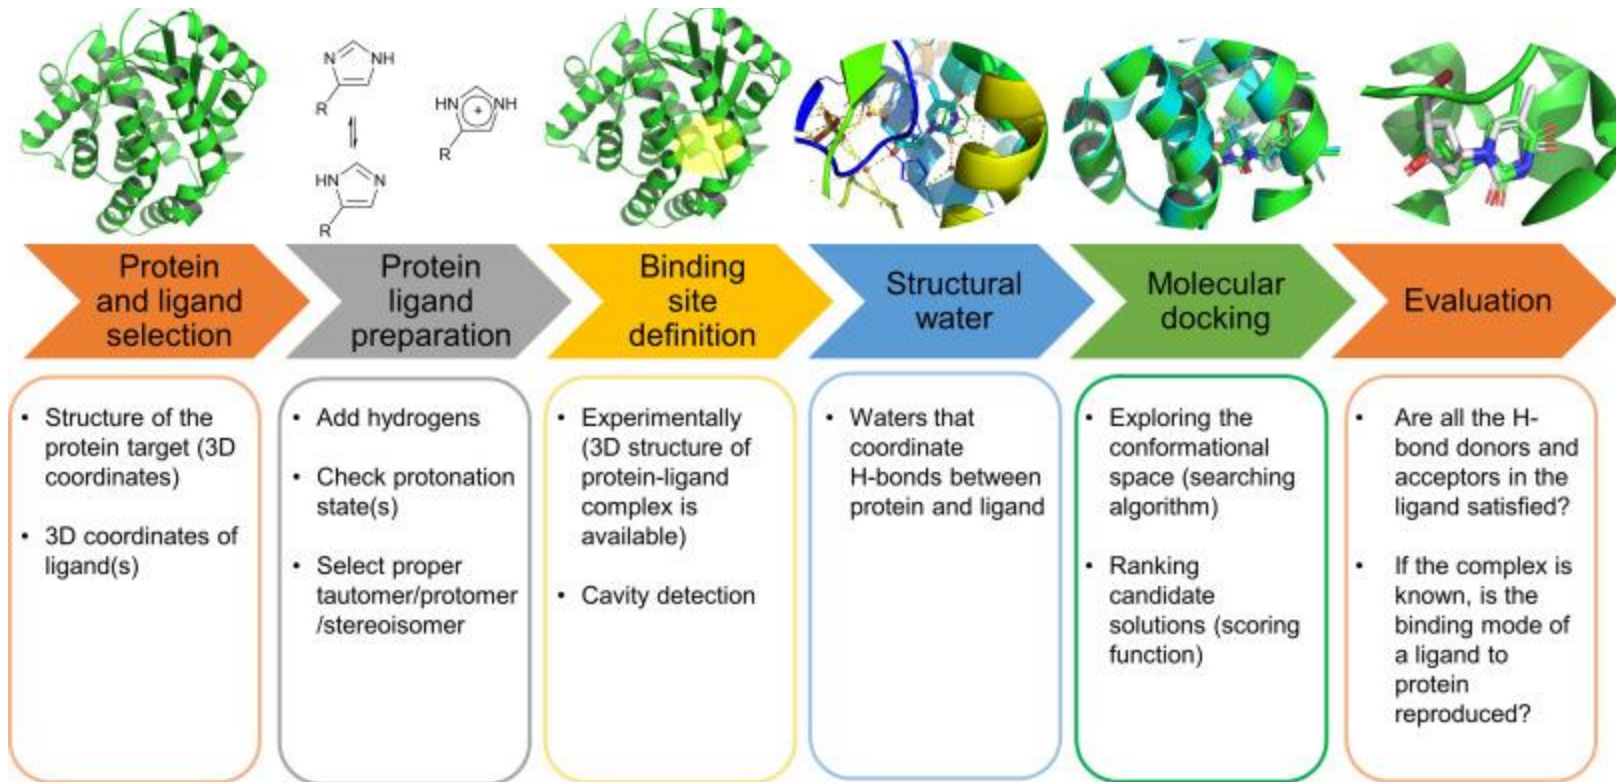 N
NH
R
HN
N
R
HN
NH
+
R
Protein
and ligand
selection
Protein
ligand
preparation
Binding
site
definition
Structural
water
Molecular
docking
Evaluation
• Structure of the
protein target (3D
coordinates)
• 3D coordinates of
ligand(s)
• Add hydrogens
• Check protonation
state(s)
• Select proper
tautomer/protomer
/stereoisomer
• Experimentally
(3D structure of
protein-ligand
complex is
available)
• Cavity detection
• Waters that
coordinate
H-bonds between
protein and ligand
• Exploring the
conformational
space (searching
algorithm)
• Ranking
candidate
solutions (scoring
function)
• Are all the H-
bond donors and
acceptors in the
ligand satisfied?
• If the complex is
known, is the
binding mode of
a ligand to
protein
reproduced?